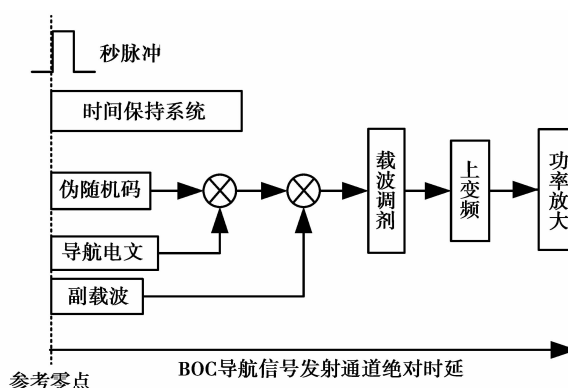 秒脉冲
时间保持系统
伪随机码
载波调剂
上变频
功率放大
导航电文
副载波
BOC导航信号发射通道绝对时延
参考零点